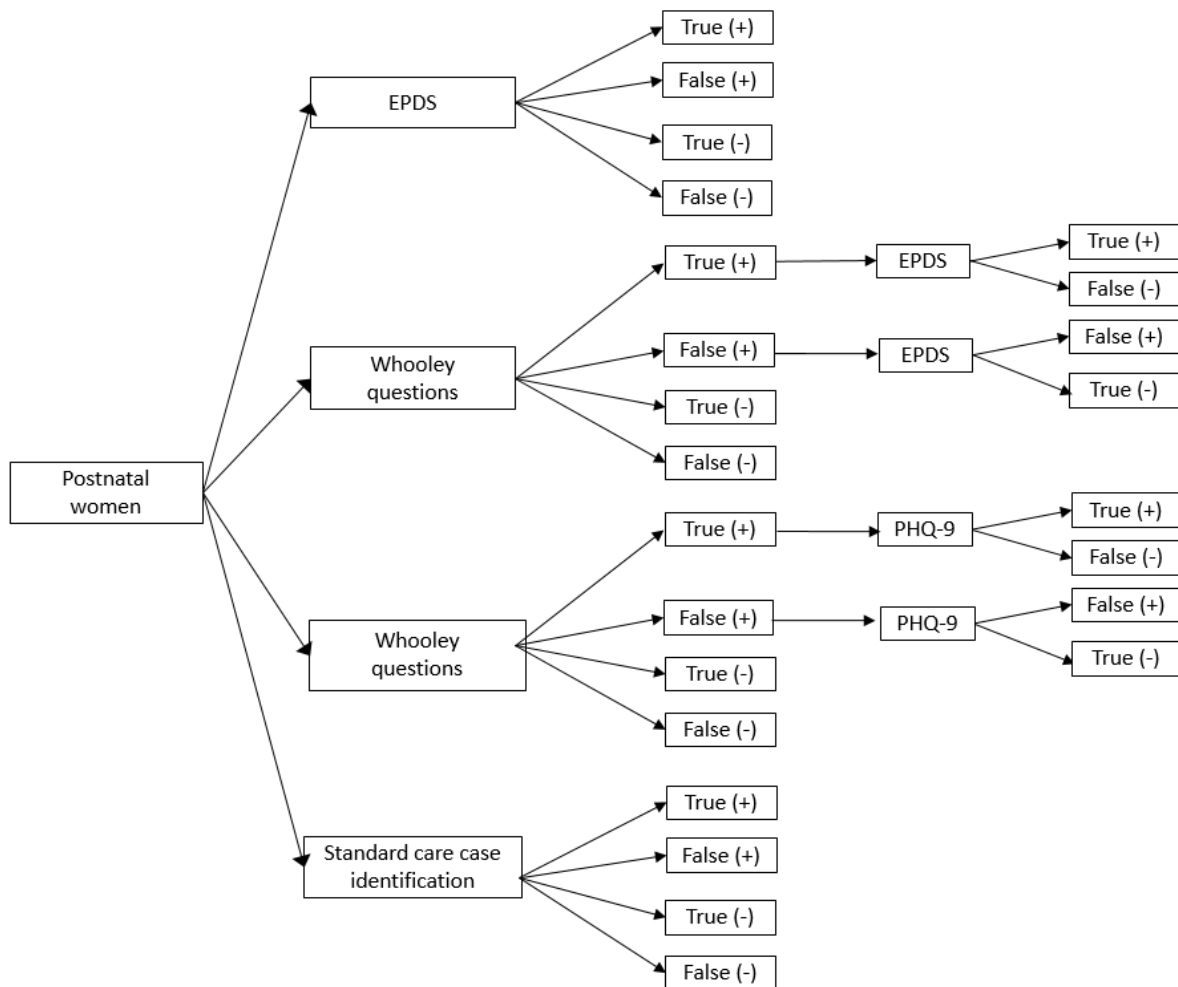 True (+)
False (+)
EPDS
True (-)
False (-)
True (+)
True (+)
EPDS
False (-)
Whooley
questions
False (+)
EPDS
False (+)
True (-)
True (-)
False (-)
Postnatal
women
True (+)
PHQ-9
True (+)
False (-)
Whooley
questions
False (+)
PHQ-9
False (+)
True (-)
True (-)
False (-)
True (+)
Standard care case
identification
False (+)
True (-)
False (-)